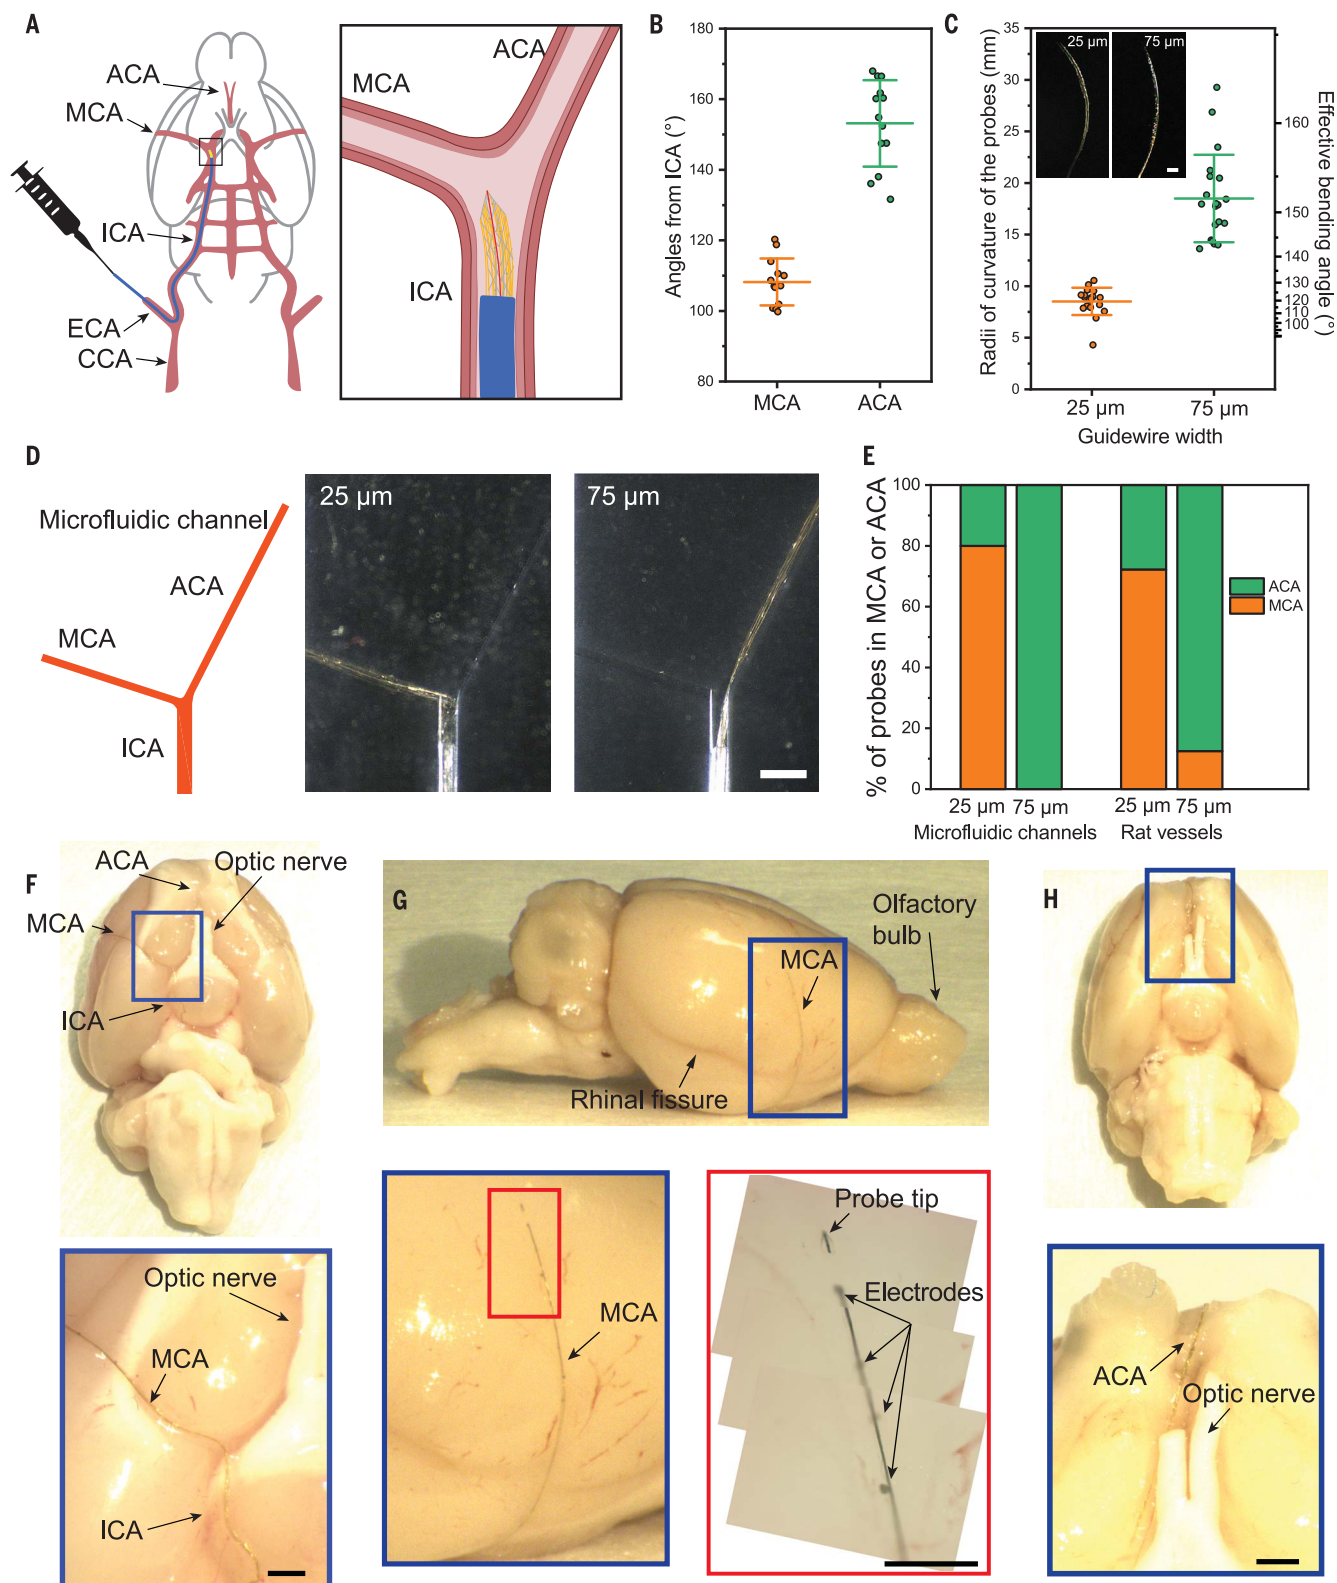 A
ACA
MCA
ICA
ECA
CCA
ACA
MCA
ICA
B
Angles from ICA (°)
180
160
140
120
100
80
MCA
ACA
C
Radii of curvature of the probes (mm)
35
30
25
20
15
10
5
0
25 µm
75 µm
160
150
140
130
120
110
100
Effective bending angle (°)
25 µm
75 µm
Guidewire width
D
Microfluidic channel
ACA
MCA
ICA
25 µm
75 µm
E
% of probes in MCA or ACA
100
80
60
40
20
0
ACA
MCA
25 µm 75 µm
Microfluidic channels
25 µm 75 µm
Rat vessels
F
ACA
Optic nerve
MCA
ICA
Optic nerve
MCA
ICA
G
Olfactory
bulb
MCA
Rhinal fissure
MCA
Probe tip
Electrodes
H
ACA
Optic nerve